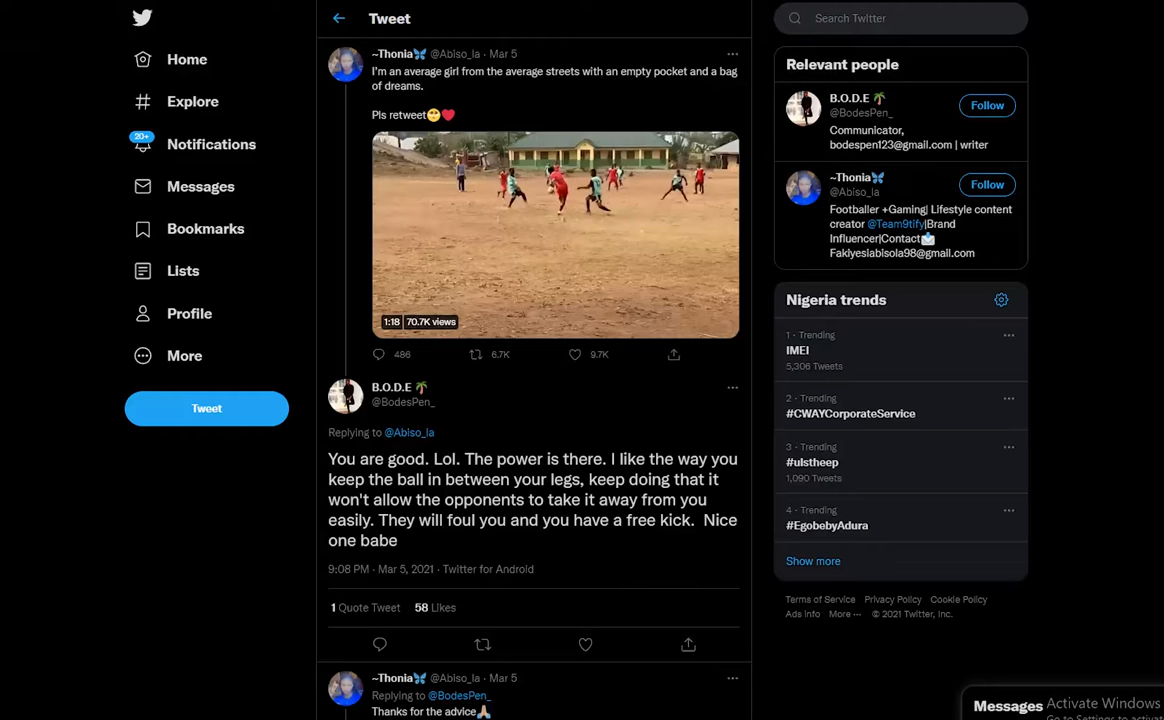 Home
Explore
20+
Notifications
Messages
Bookmarks
Lists
Profile
More
Tweet
Tweet
~Thonia🦋 @Abiso_la · Mar 5
I'm an average girl from the average streets with an empty pocket and a bag
of dreams.
Pls retweet🥺❤️
1:18 70.7K views
486 6.7K 9.7K
B.O.D.E 🌴
@BodesPen_
Replying to @Abiso_la
You are good. Lol. The power is there. I like the way you
keep the ball in between your legs, keep doing that it
won't allow the opponents to take it away from you
easily. They will foul you and you have a free kick. Nice
one babe
9:08 PM · Mar 5, 2021 · Twitter for Android
1 Quote Tweet 58 Likes
~Thonia🦋 @Abiso_la · Mar 5
Replying to @BodesPen_
Thanks for the advice🙏🏼
Search Twitter
Relevant people
B.O.D.E 🌴
@BodesPen_
Follow
Communicator,
bodespen123@gmail.com | writer
~Thonia🦋
@Abiso_la
Follow
Footballer +Gaming| Lifestyle content
creator @Team9tify|Brand
Influencer|Contact📩
Fakiyesiabisola98@gmail.com
Nigeria trends
1 · Trending
IMEI
5,306 Tweets
2 · Trending
#CWAYCorporateService
3 · Trending
#ulstheep
1,090 Tweets
4 · Trending
#EgobebyAdura
Show more
Terms of Service Privacy Policy Cookie Policy
Ads info More ··· © 2021 Twitter, Inc.
Messages
Activate Windows
Go to Settings to activat